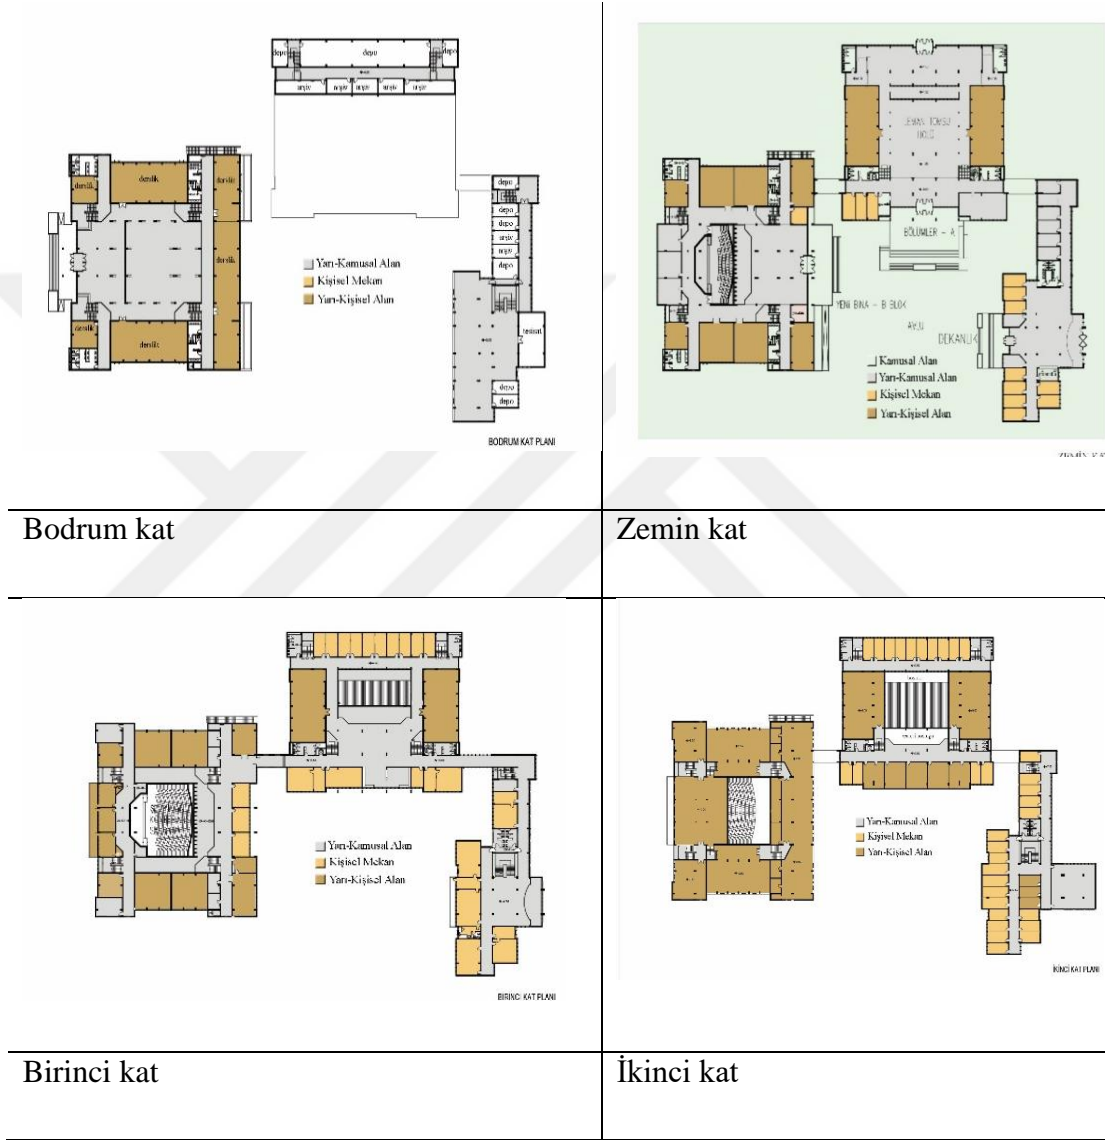 depo
depo
depo
arşiv
arşiv
arşiv
arşiv
arşiv
derslik
derslik
derslik
derslik
derslik
derslik
depo
depo
depo
arşiv
arşiv
depo
tesisat
depo
depo
Yarı-Kamusal Alan
Kişisel Mekan
Yarı-Kişisel Alan
BODRUM KAT PLANI
BÖLÜMLER - A
YENİ BİNA - B BLOK
AVLU
DEKANLIK
Kamusal Alan
Yarı-Kamusal Alan
Kişisel Mekan
Yarı-Kişisel Alan
Bodrum kat
Zemin kat
Yarı-Kamusal Alan
Kişisel Mekan
Yarı-Kişisel Alan
BİRİNCİ KAT PLANI
Yarı-Kamusal Alan
Kişisel Mekan
Yarı-Kişisel Alan
İKİNCİ KAT PLANI
Birinci kat
İkinci kat